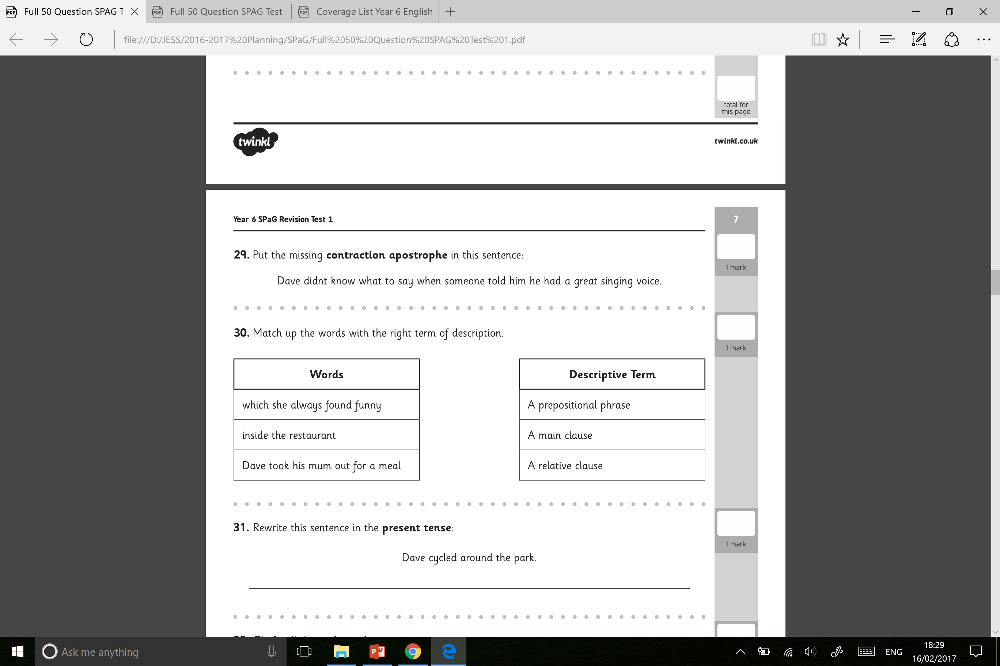 Full 50 Question SPAG T
Full 50 Question SPAG Test
Coverage List Year 6 English
file:///D:/JESS/2016-2017%20Planning/SPaG/Full%2050%20Question%20SPAG%20Test%201.pdf
total for
this page
twinkl
twinkl.co.uk
Year 6 SPaG Revision Test 1
7
29. Put the missing contraction apostrophe in this sentence:
1 mark
Dave didnt know what to say when someone told him he had a great singing voice.
30. Match up the words with the right term of description.
1 mark
Words
Descriptive Term
which she always found funny
A prepositional phrase
inside the restaurant
A main clause
Dave took his mum out for a meal
A relative clause
31. Rewrite this sentence in the present tense:
1 mark
Dave cycled around the park.
Ask me anything
ENG
18:29
16/02/2017